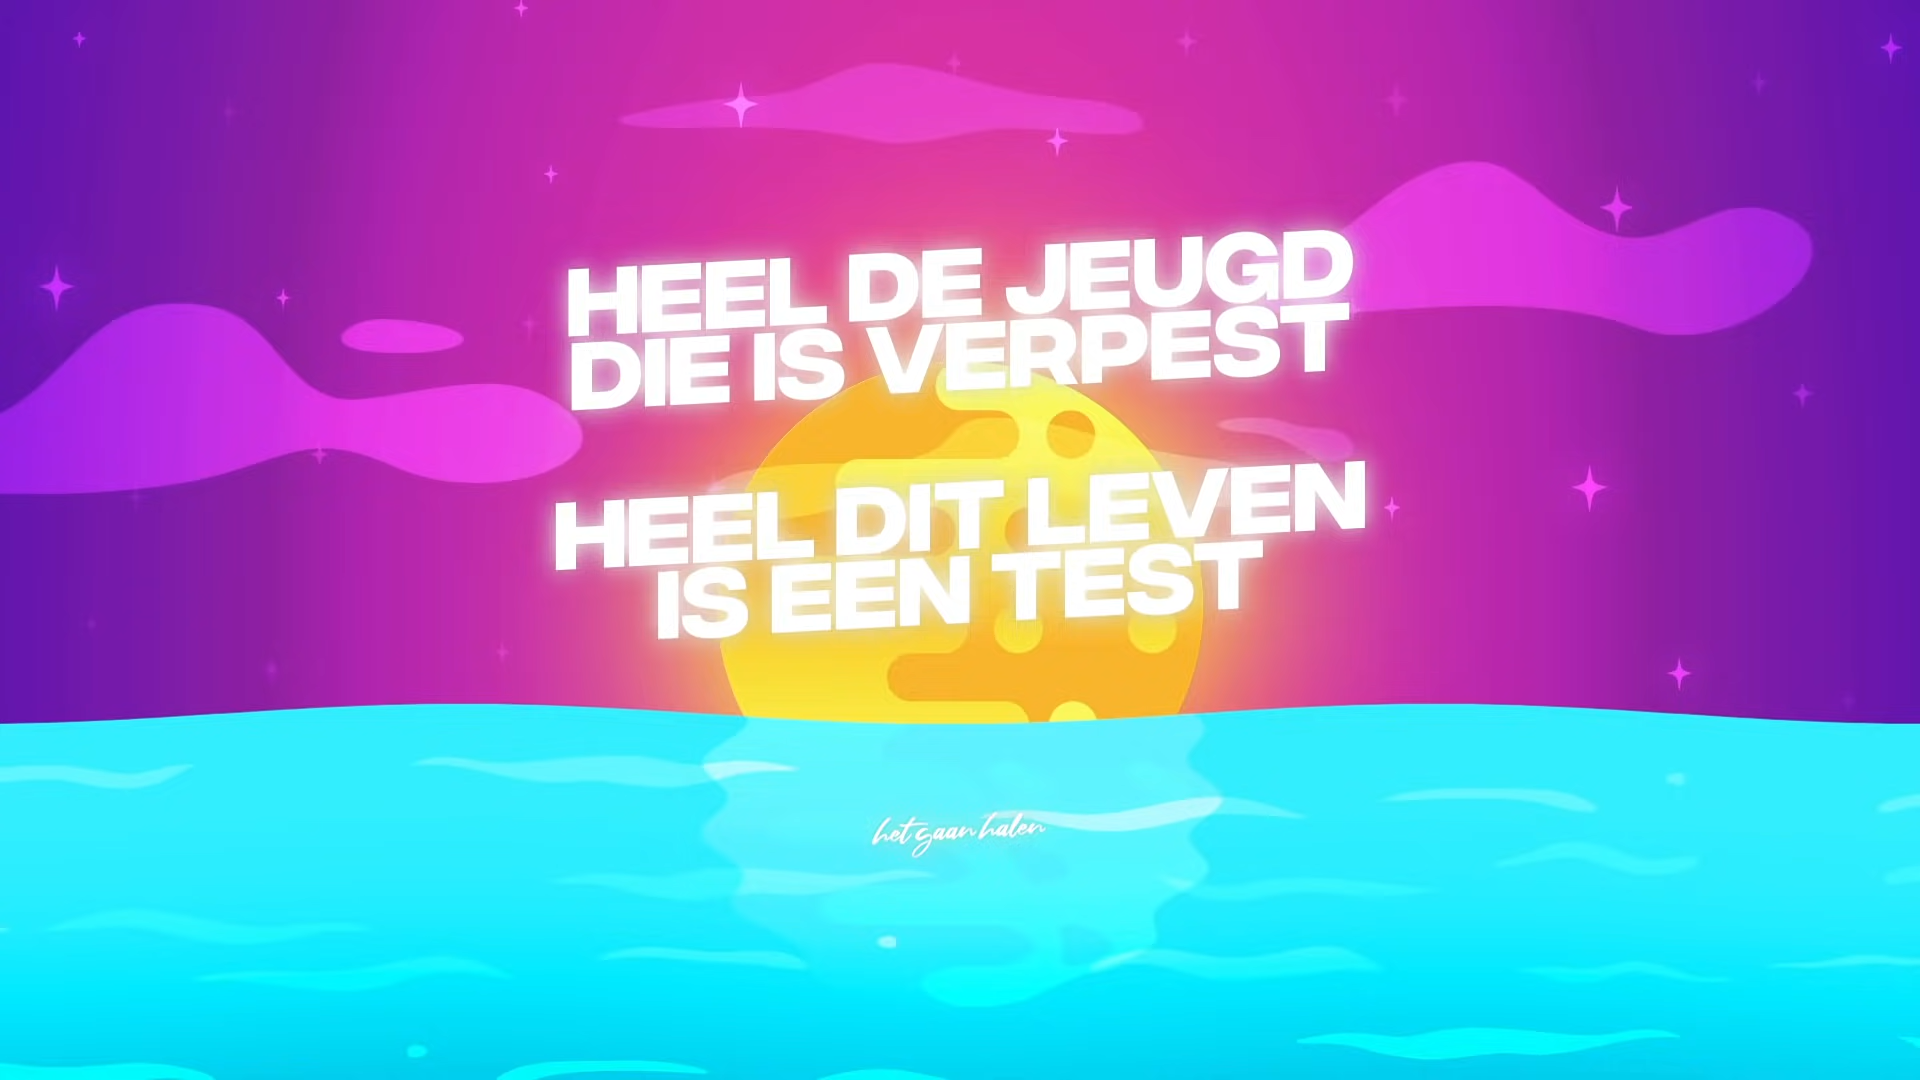 HEEL DE JEUGD
DIE IS VERPEST
HEEL DIT LEVEN
IS EEN TEST
het gaan halen